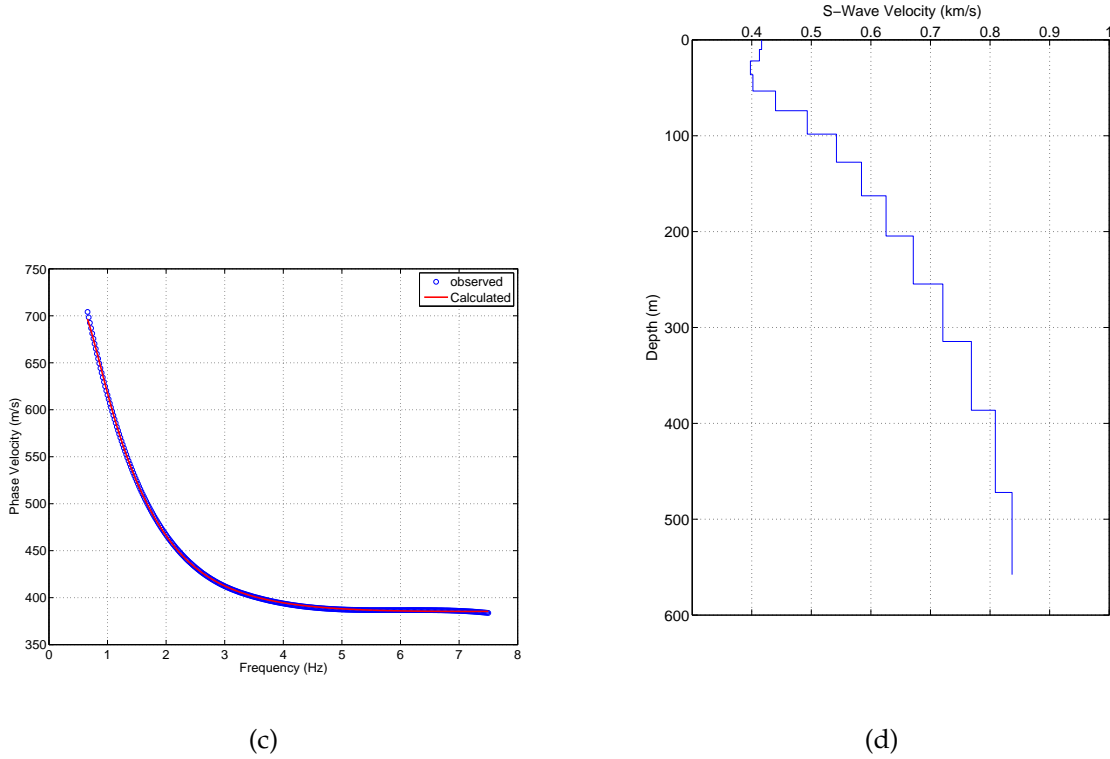 750
700
650
600
550
500
450
400
350
Phase Velocity (m/s)
0 1 2 3 4 5 6 7 8
Frequency (Hz)
observed
Calculated
(c)
S−Wave Velocity (km/s)
0.4 0.5 0.6 0.7 0.8 0.9 1
0
100
200
300
400
500
600
Depth (m)
(d)